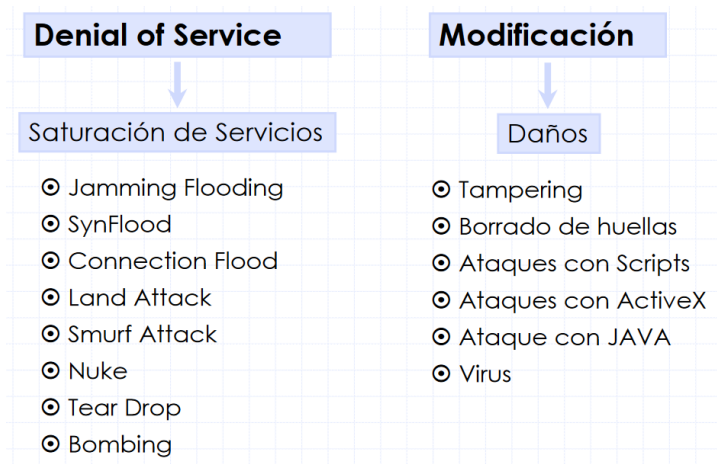 Denial of Service
Saturación de Servicios
Jamming Flooding
SynFlood
Connection Flood
Land Attack
Smurf Attack
Nuke
Tear Drop
Bombing
Modificación
Daños
Tampering
Borrado de huellas
Ataques con Scripts
Ataques con ActiveX
Ataque con JAVA
Virus